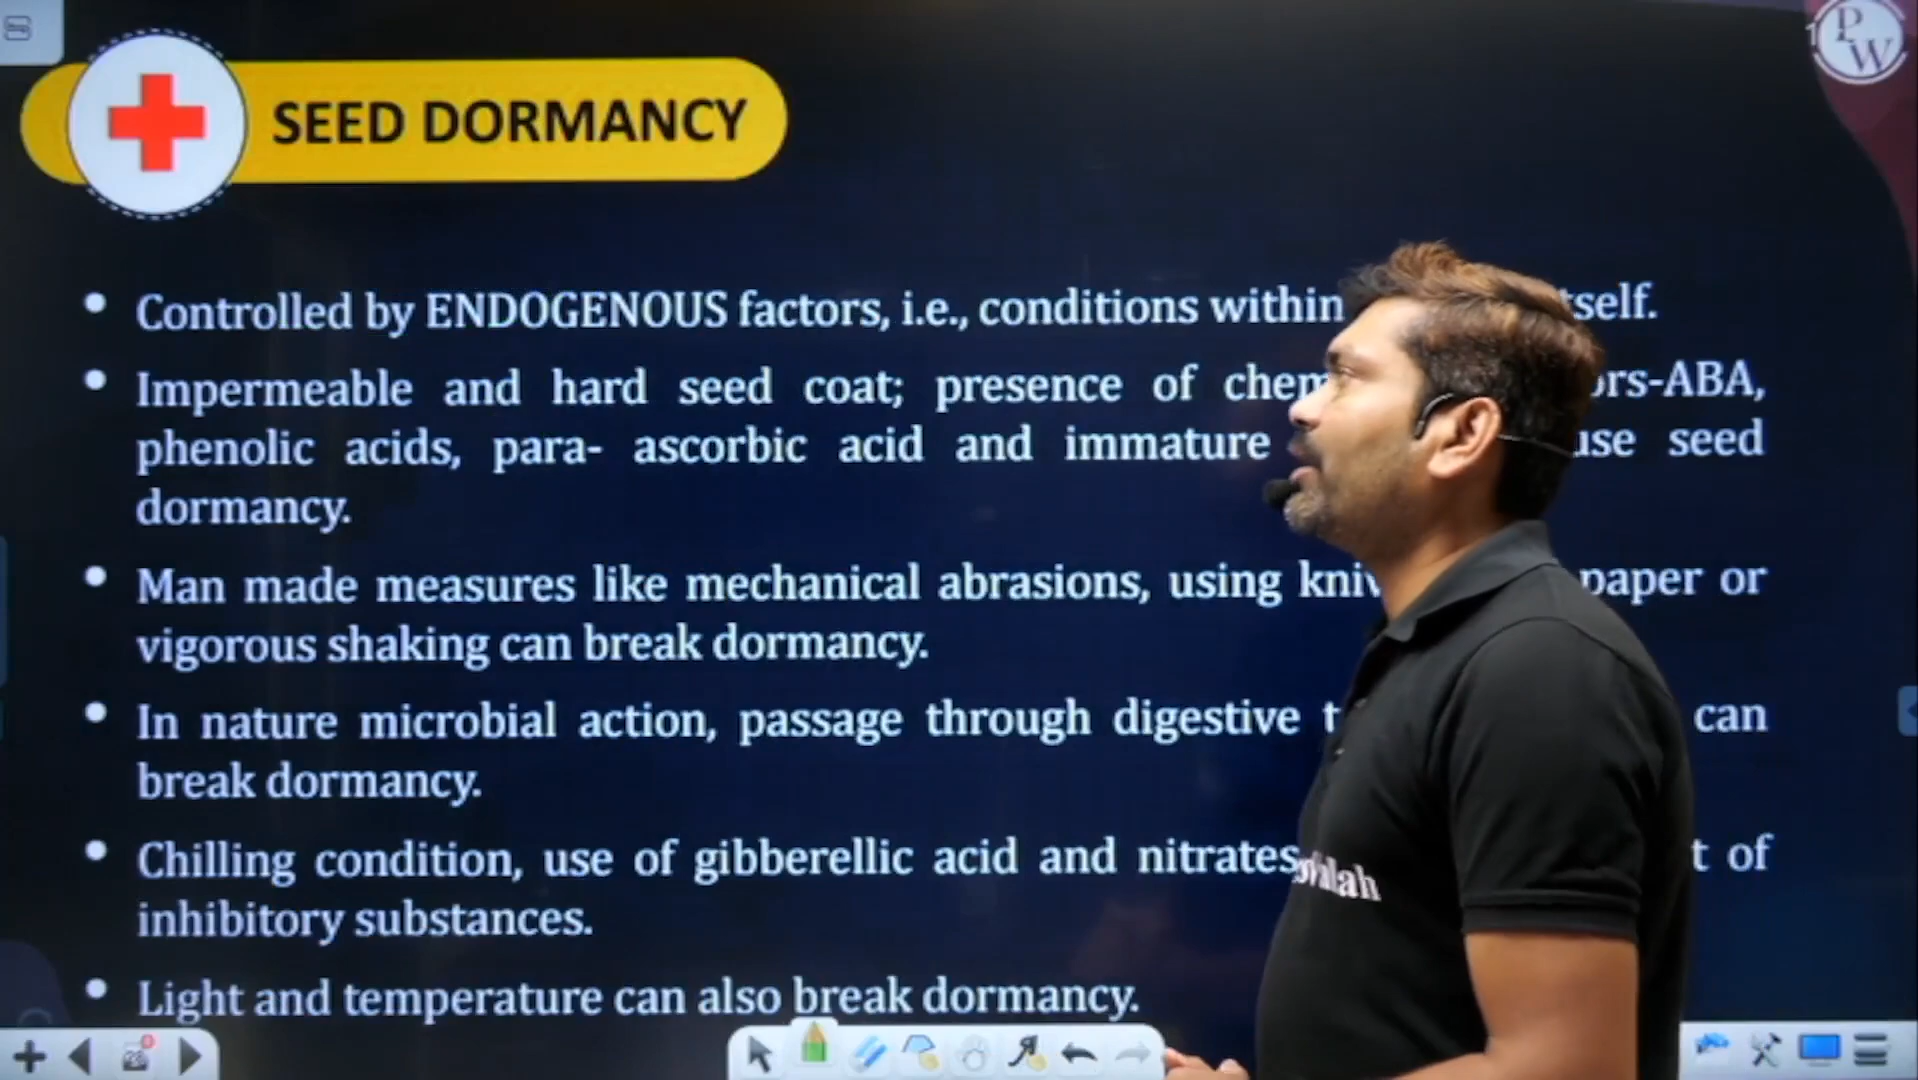 PW
SEED DORMANCY
• Controlled by ENDOGENOUS factors, i.e., conditions within tself.
• Impermeable and hard seed coat; presence of chem ors-ABA,
phenolic acids, para- ascorbic acid and immature use seed
dormancy.
• Man made measures like mechanical abrasions, using kniv paper or
vigorous shaking can break dormancy.
• In nature microbial action, passage through digestive t can
break dormancy.
• Chilling condition, use of gibberellic acid and nitrates t of
inhibitory substances.
• Light and temperature can also break dormancy.